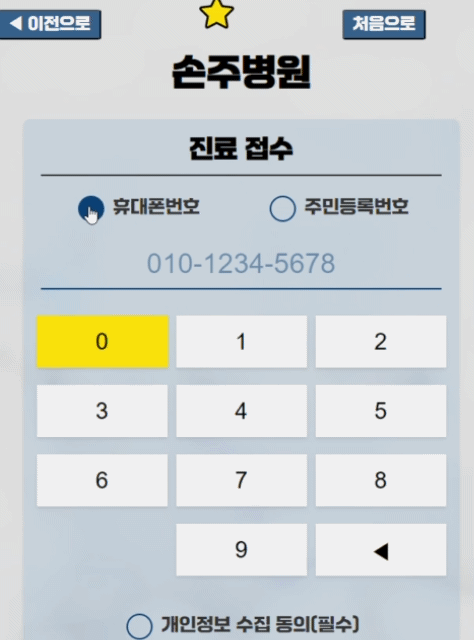 ◀ 이전으로 처음으로
손주병원
진료 접수
휴대폰번호 주민등록번호
010-1234-5678
0 1 2
3 4 5
6 7 8
9 ◀
개인정보 수집 동의(필수)